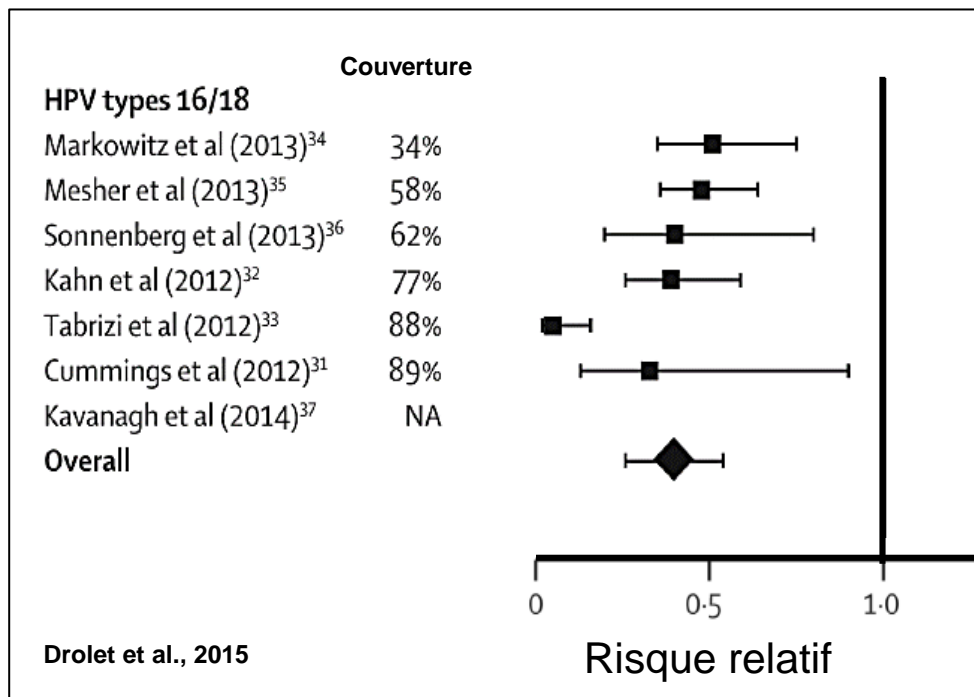 Couverture
HPV types 16/18
Markowitz et al (2013)³⁴ 34%
Mesher et al (2013)³⁵ 58%
Sonnenberg et al (2013)³⁶ 62%
Kahn et al (2012)³² 77%
Tabrizi et al (2012)³³ 88%
Cummings et al (2012)³¹ 89%
Kavanagh et al (2014)³⁷ NA
Overall
0 0·5 1·0
Drolet et al., 2015 Risque relatif